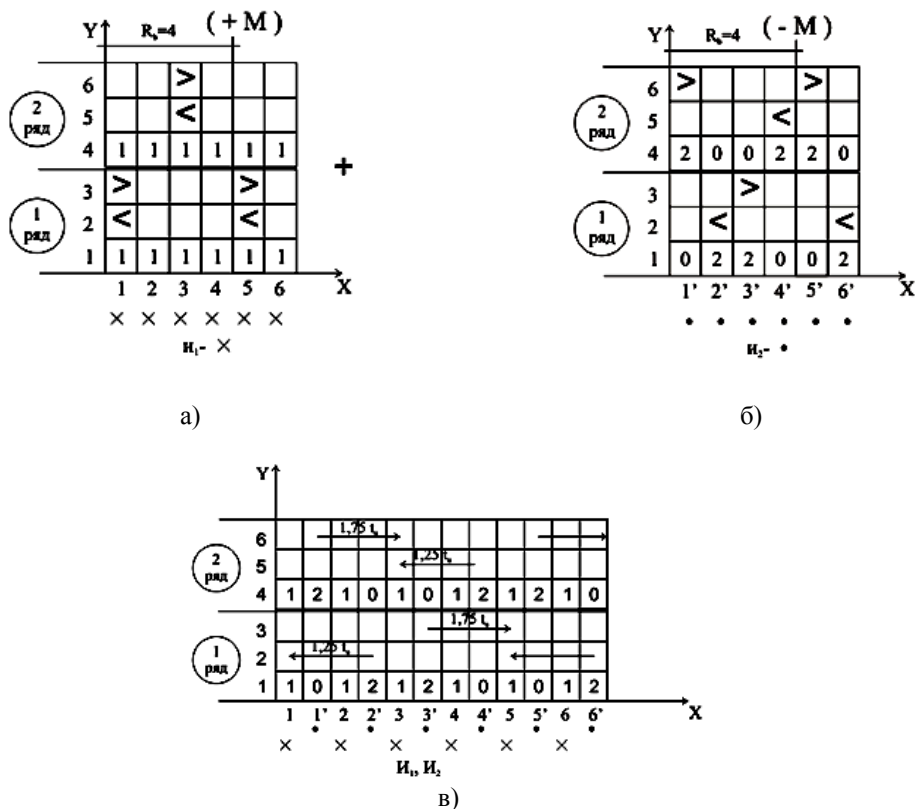 Y R_b=4 ( + M )
6 >
2 ряд 5 <
4 1 1 1 1 1 1
3 > >
1 ряд 2 < <
1 1 1 1 1 1 1
X
1 2 3 4 5 6
× × × × × ×
И₁- ×
а)
+
Y R_b=4 ( - M )
6 > >
2 ряд 5 <
4 2 0 0 2 2 0
3 >
1 ряд 2 < <
1 0 2 2 0 0 2
X
1' 2' 3' 4' 5' 6'
• • • • • •
И₂- •
б)
Y
6 1,75 t
2 ряд 5 1,25 t
4 1 2 1 0 1 0 1 2 1 2 1 0
3 1,75 t
1 ряд 2 1,25 t
1 1 0 1 2 1 2 1 0 1 0 1 2
X
1 1' 2 2' 3 3' 4 4' 5 5' 6 6'
× • × • × • × • × • × •
И₁, И₂
в)